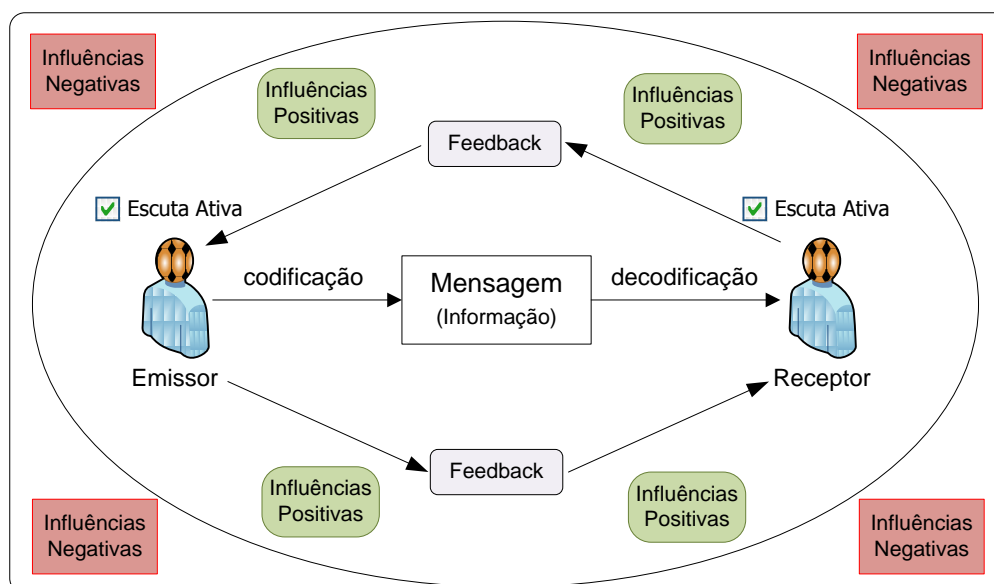 Influências
Negativas
Influências
Negativas
Influências
Positivas
Influências
Positivas
Feedback
Escuta Ativa
Escuta Ativa
codificação
Mensagem
(Informação)
decodificação
Emissor
Receptor
Feedback
Influências
Positivas
Influências
Positivas
Influências
Negativas
Influências
Negativas